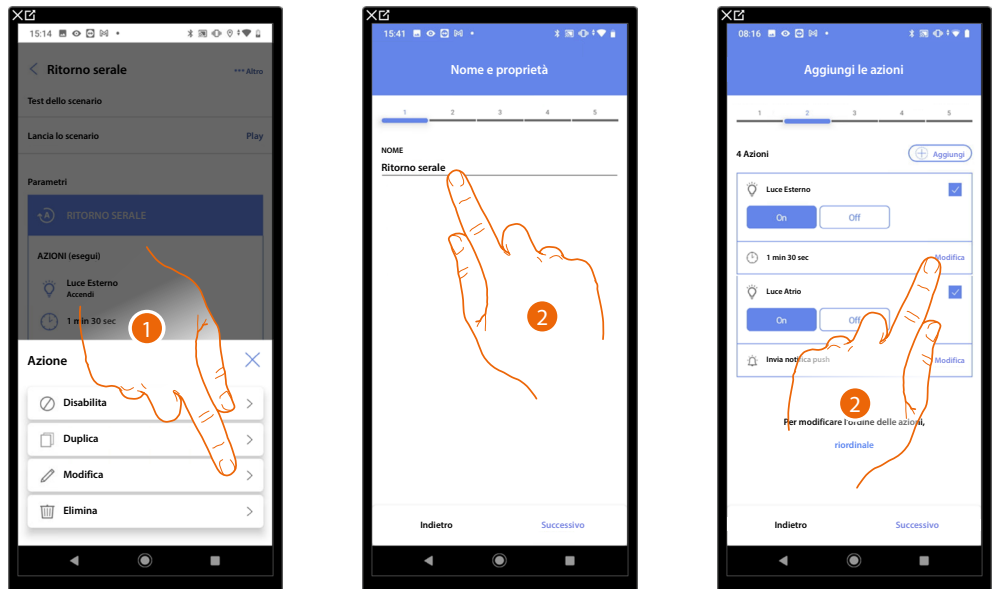 15:14
Ritorno serale
••• Altro
Test dello scenario
Lancia lo scenario
Play
Parametri
RITORNO SERALE
AZIONI (esegui)
Luce Esterno
Accendi
1 min 30 sec
1
Azione
Disabilita
Duplica
Modifica
Elimina
15:41
Nome e proprietà
1 2 3 4 5
NOME
Ritorno serale
2
Indietro
Successivo
08:16
Aggiungi le azioni
1 2 3 4 5
4 Azioni
Aggiungi
Luce Esterno
On Off
1 min 30 sec
Modifica
Luce Atrio
On Off
Invia notifica push
Modifica
2
Per modificare l'ordine delle azioni,
riordinale
Indietro
Successivo